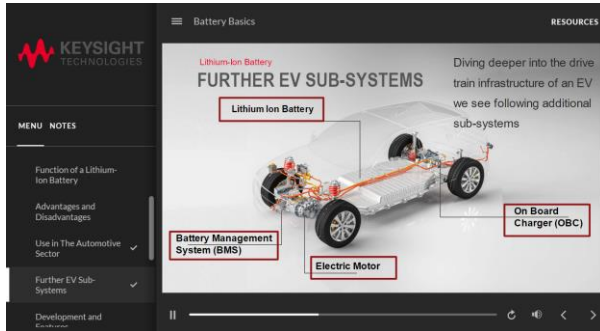 KEYSIGHT
TECHNOLOGIES
MENU NOTES
Function of a Lithium-
Ion Battery
Advantages and
Disadvantages
Use in The Automotive
Sector
Further EV Sub-
Systems
Development and
Features
Battery Basics
RESOURCES
Lithium-Ion Battery
FURTHER EV SUB-SYSTEMS
Diving deeper into the drive
train infrastructure of an EV
we see following additional
sub-systems
Lithium Ion Battery
On Board
Charger (OBC)
Battery Management
System (BMS)
Electric Motor